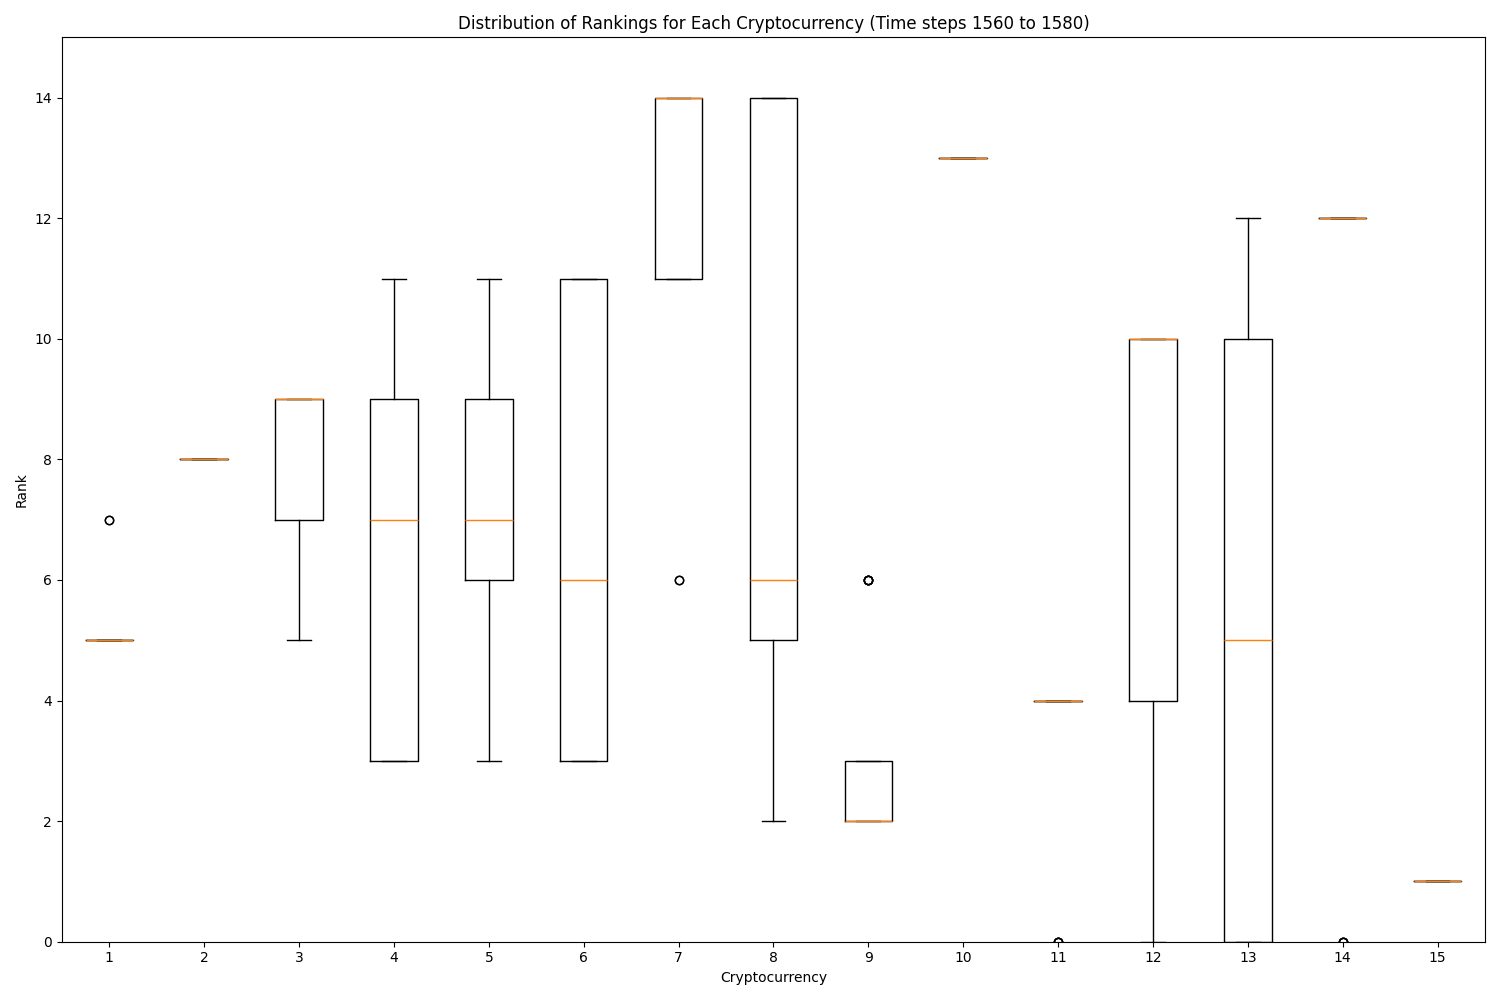 Distribution of Rankings for Each Cryptocurrency (Time steps 1560 to 1580)
Rank
14
12
10
8
6
4
2
0
1 2 3 4 5 6 7 8 9 10 11 12 13 14 15
Cryptocurrency